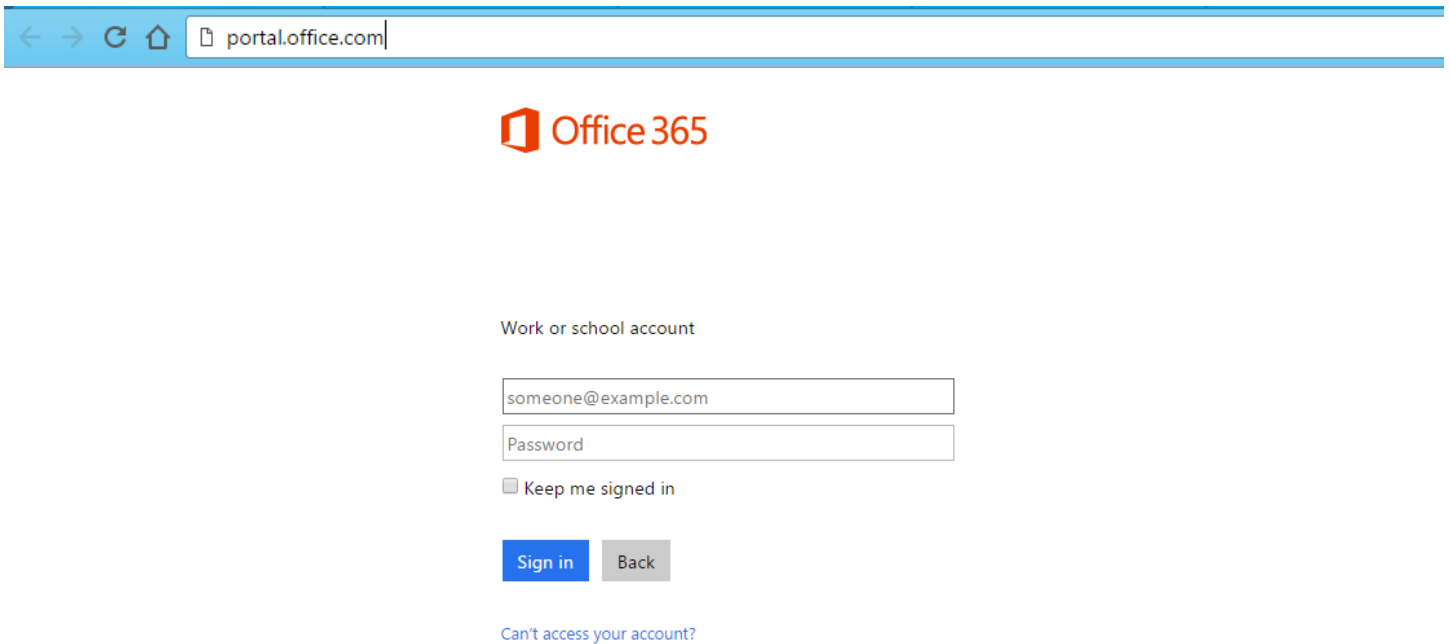 portal.office.com
Office 365
Work or school account
someone@example.com
Password
Keep me signed in
Sign in Back
Can't access your account?